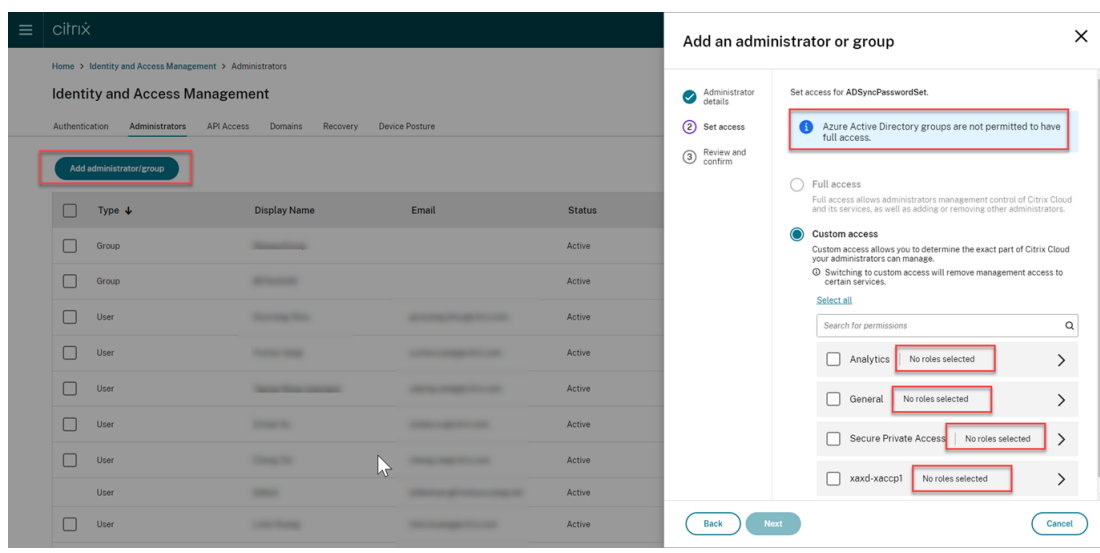 citrix
Home > Identity and Access Management > Administrators
Identity and Access Management
Authentication Administrators API Access Domains Recovery Device Posture
Add administrator/group
Type ↓ Display Name Email Status
Group Active
Group Active
User Active
User Active
User Active
User Active
User Active
User Active
User Active
Add an administrator or group
Administrator
details
2 Set access
3 Review and
confirm
Set access for ADSyncPasswordSet.
Azure Active Directory groups are not permitted to have
full access.
Full access
Full access allows administrators management control of Citrix Cloud
and its services, as well as adding or removing other administrators.
Custom access
Custom access allows you to determine the exact part of Citrix Cloud
your administrators can manage.
Switching to custom access will remove management access to
certain services.
Select all
Search for permissions
Analytics No roles selected
General No roles selected
Secure Private Access No roles selected
xaxd-xaccp1 No roles selected
Back Next Cancel